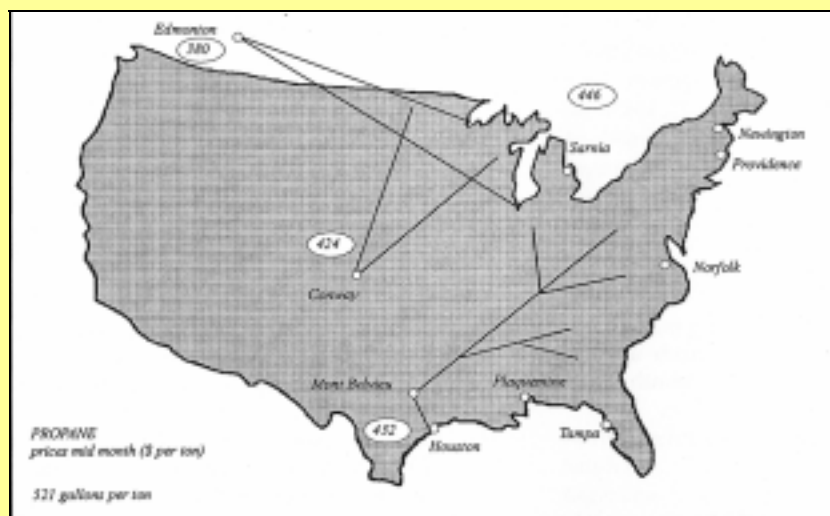 Edmonton
380
446
Newington
Sarnia
Providence
424
Norfolk
Conway
Mont Belvieu
Plaquemine
452
Houston
Tampa
PROPANE
prices mid month ($ per ton)
521 gallons per ton